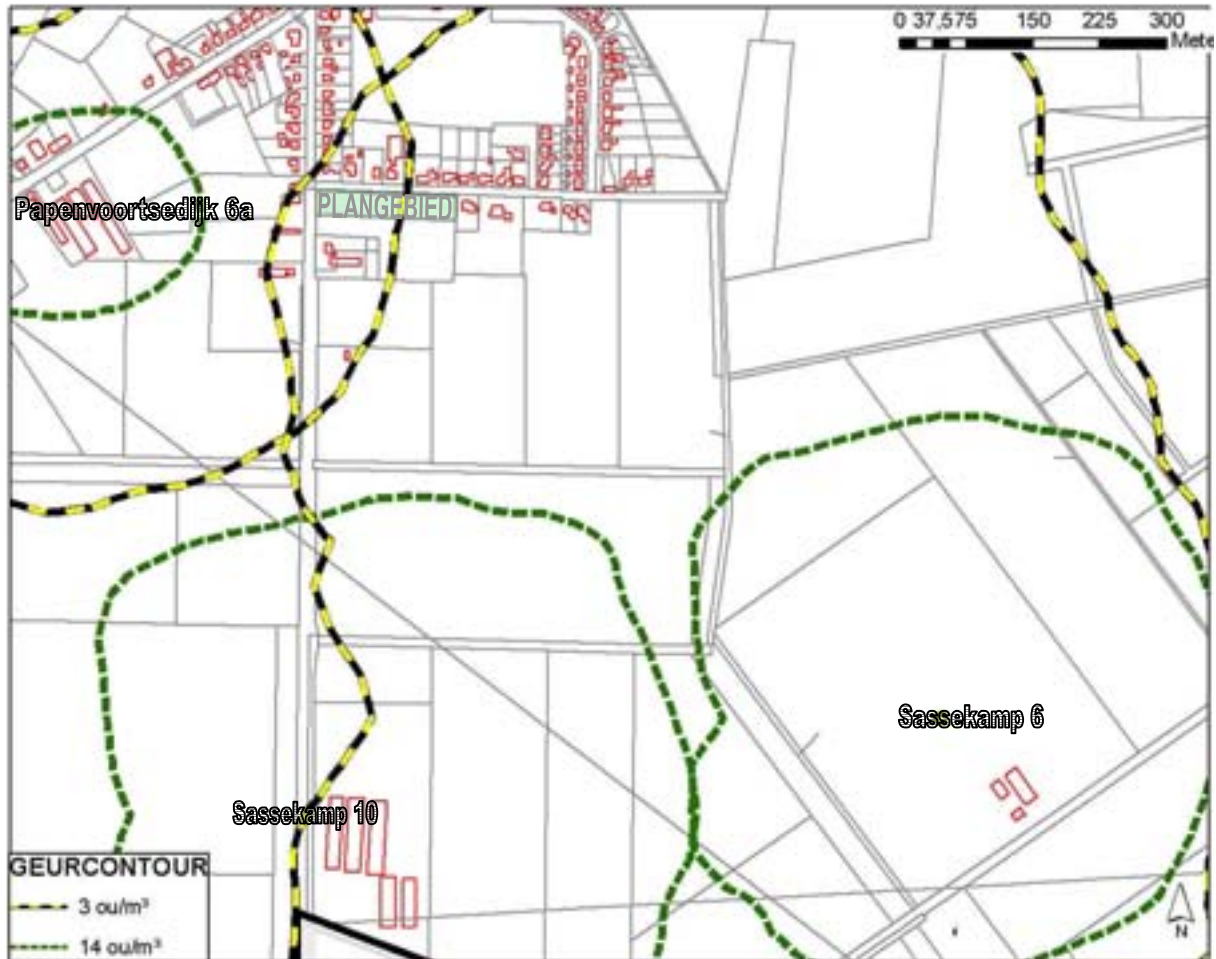 0 37,575 150 225 300
Mete
Papenvoortsedijk 6a
PLANGEBIED
Sassekamp 6
Sassekamp 10
GEURCONTOUR
3 ou/m³
14 ou/m³
N